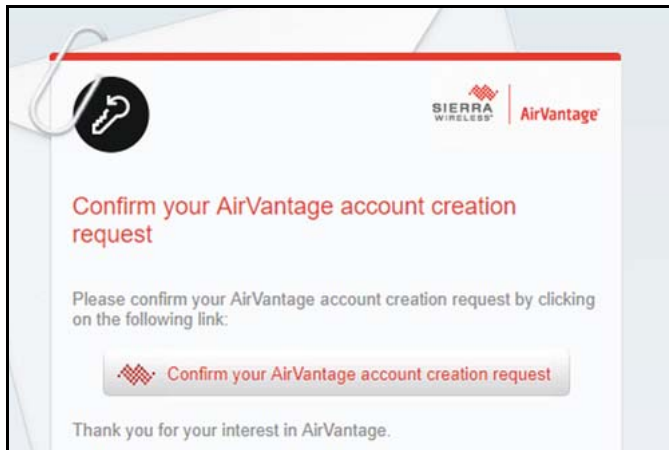 SIERRA
WIRELESS®
AirVantage
Confirm your AirVantage account creation
request
Please confirm your AirVantage account creation request by clicking
on the following link:
Confirm your AirVantage account creation request
Thank you for your interest in AirVantage.